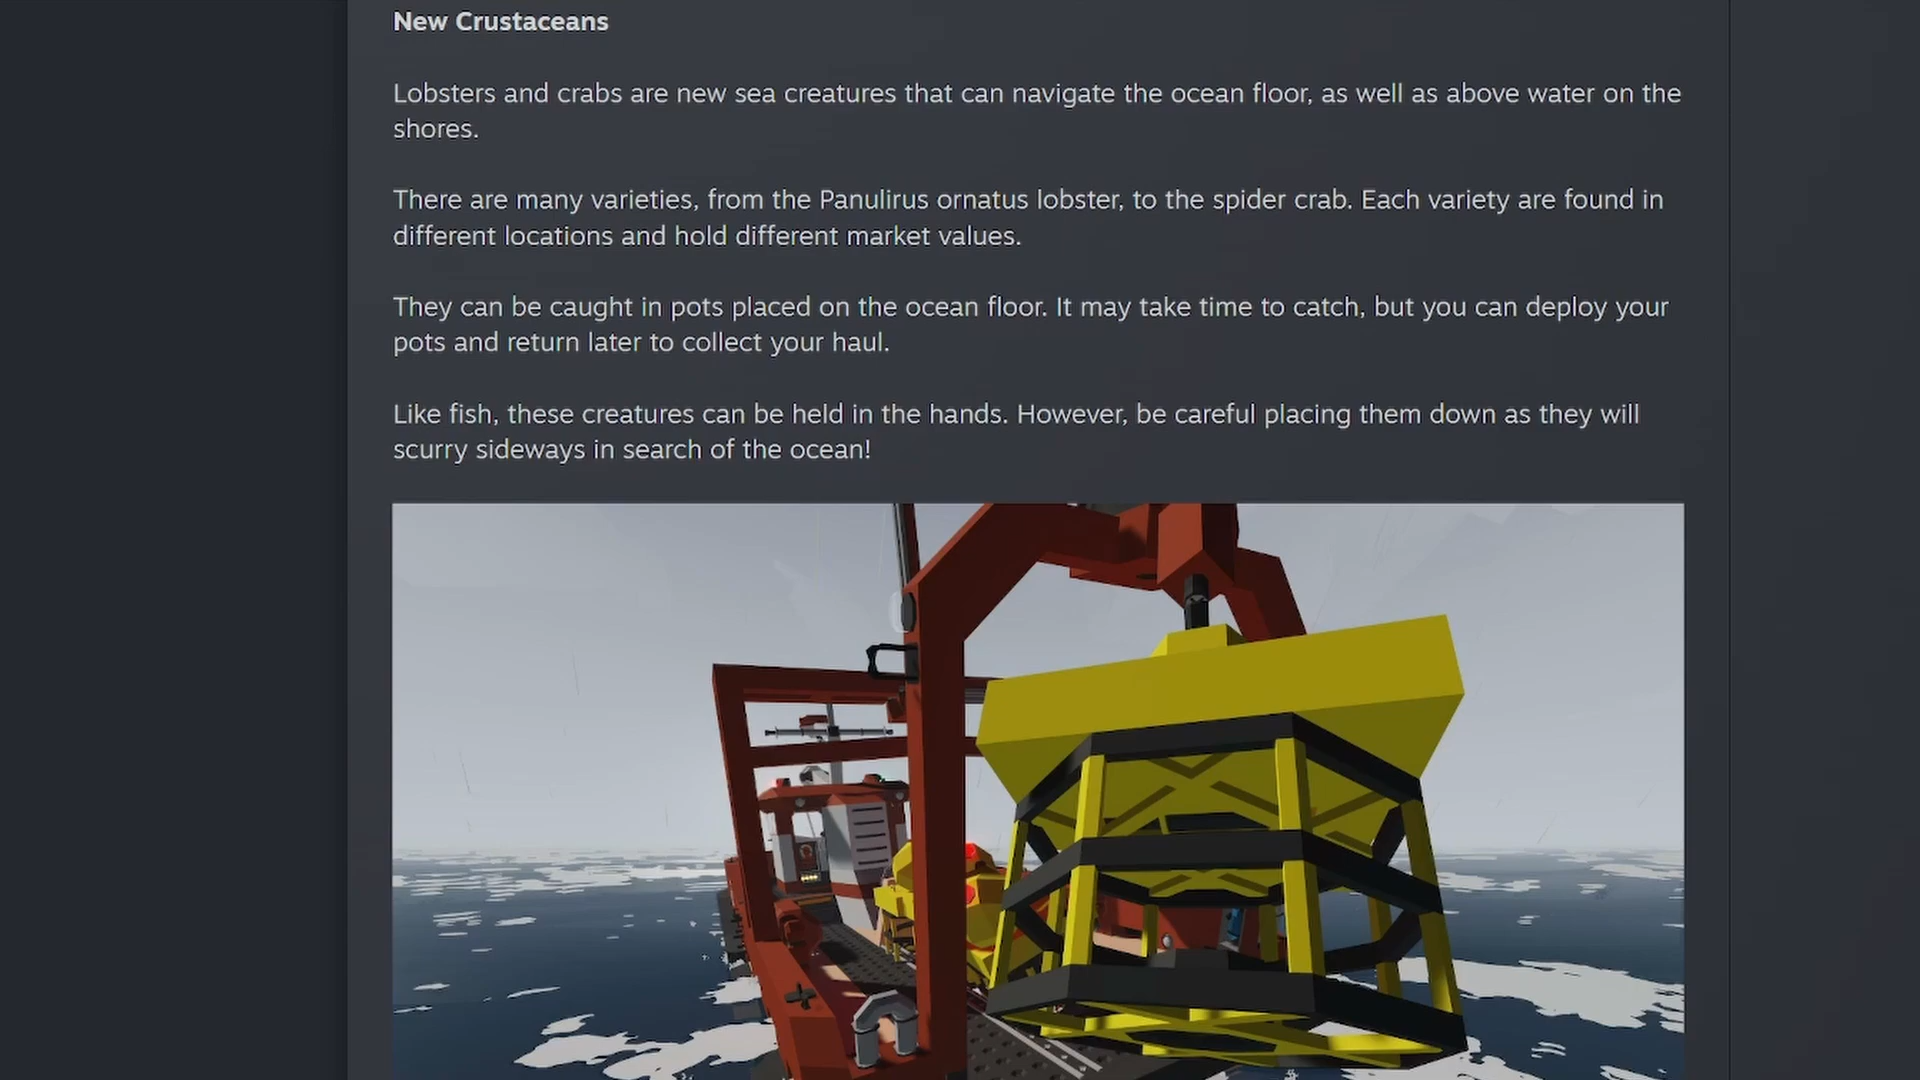 New Crustaceans
Lobsters and crabs are new sea creatures that can navigate the ocean floor, as well as above water on the
shores.
There are many varieties, from the Panulirus ornatus lobster, to the spider crab. Each variety are found in
different locations and hold different market values.
They can be caught in pots placed on the ocean floor. It may take time to catch, but you can deploy your
pots and return later to collect your haul.
Like fish, these creatures can be held in the hands. However, be careful placing them down as they will
scurry sideways in search of the ocean!